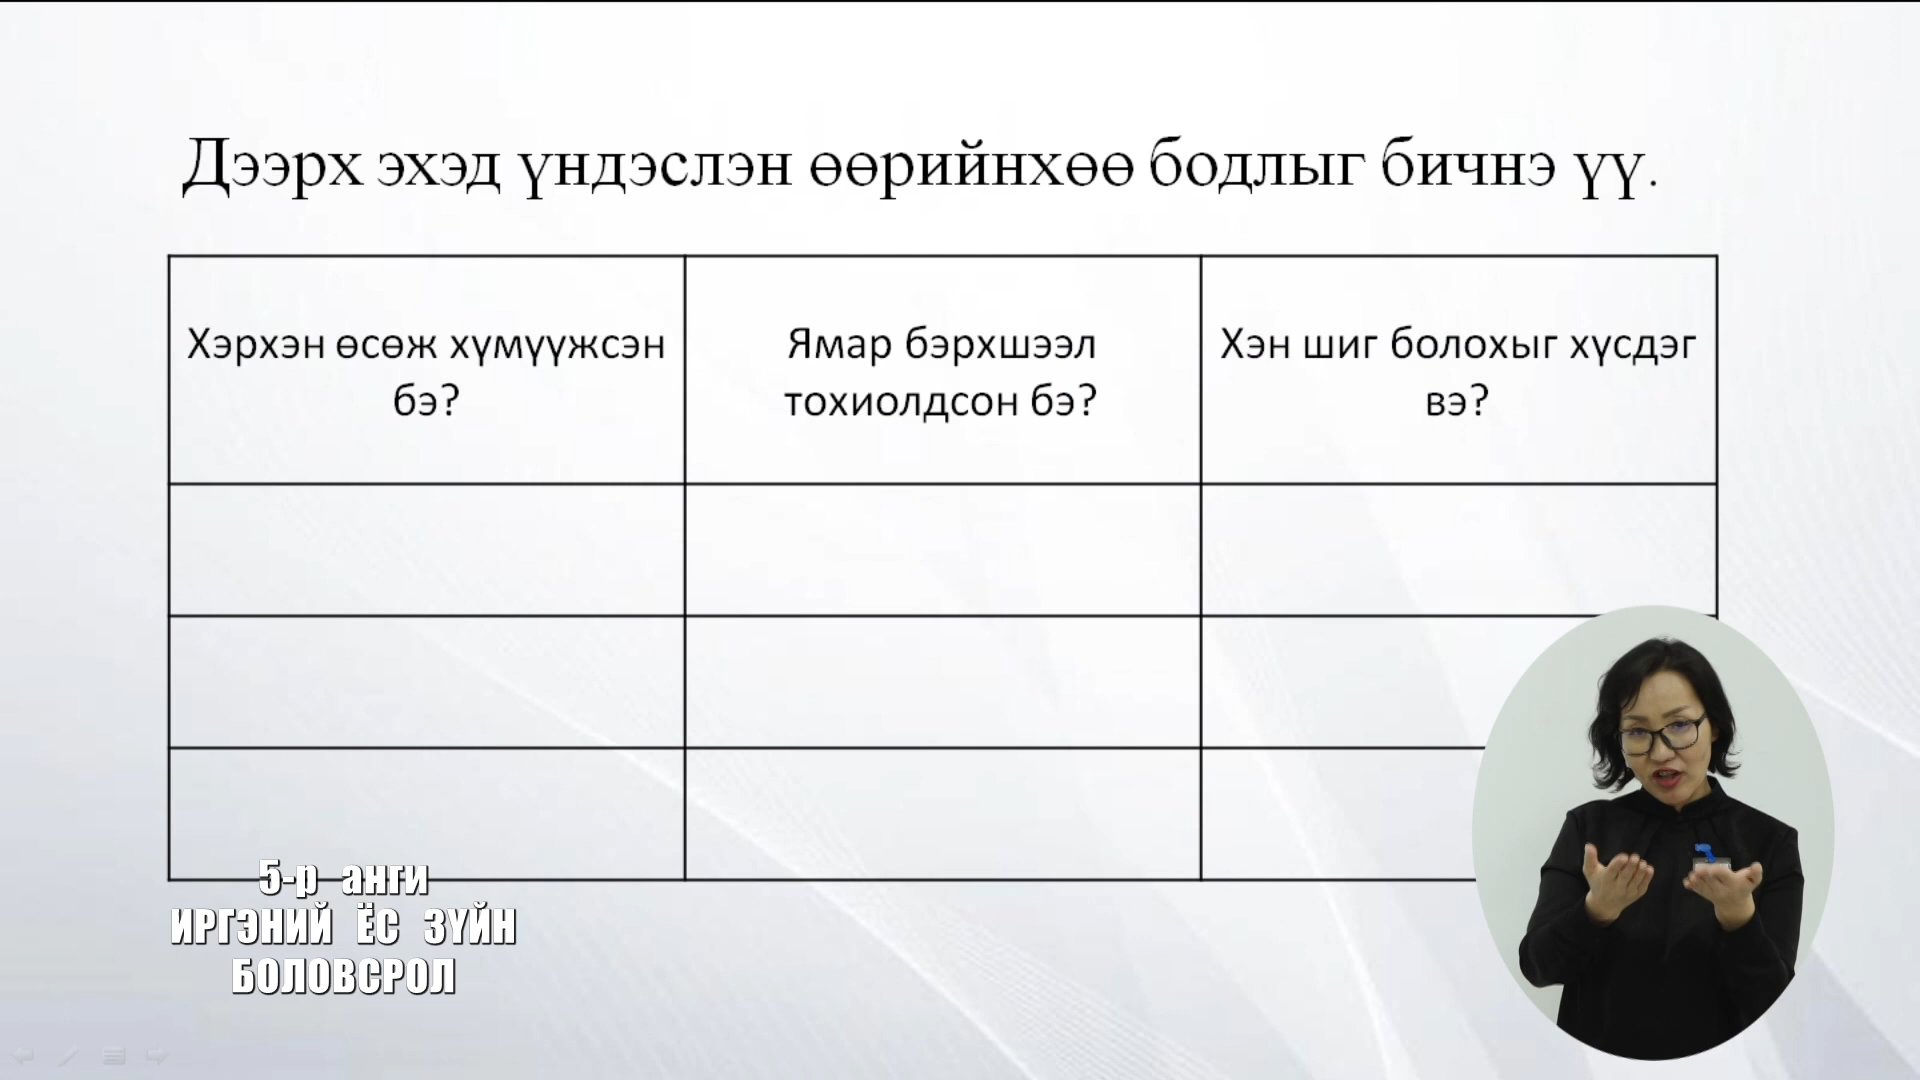 Дээрх эхэд үндэслэн өөрийнхөө бодлыг бичнэ үү.
Хэрхэн өсөж хүмүүжсэн
бэ?
Ямар бэрхшээл
тохиолдсон бэ?
Хэн шиг болохыг хүсдэг
вэ?
5-р анги
ИРГЭНИЙ ЁС ЗҮЙН
БОЛОВСРОЛ